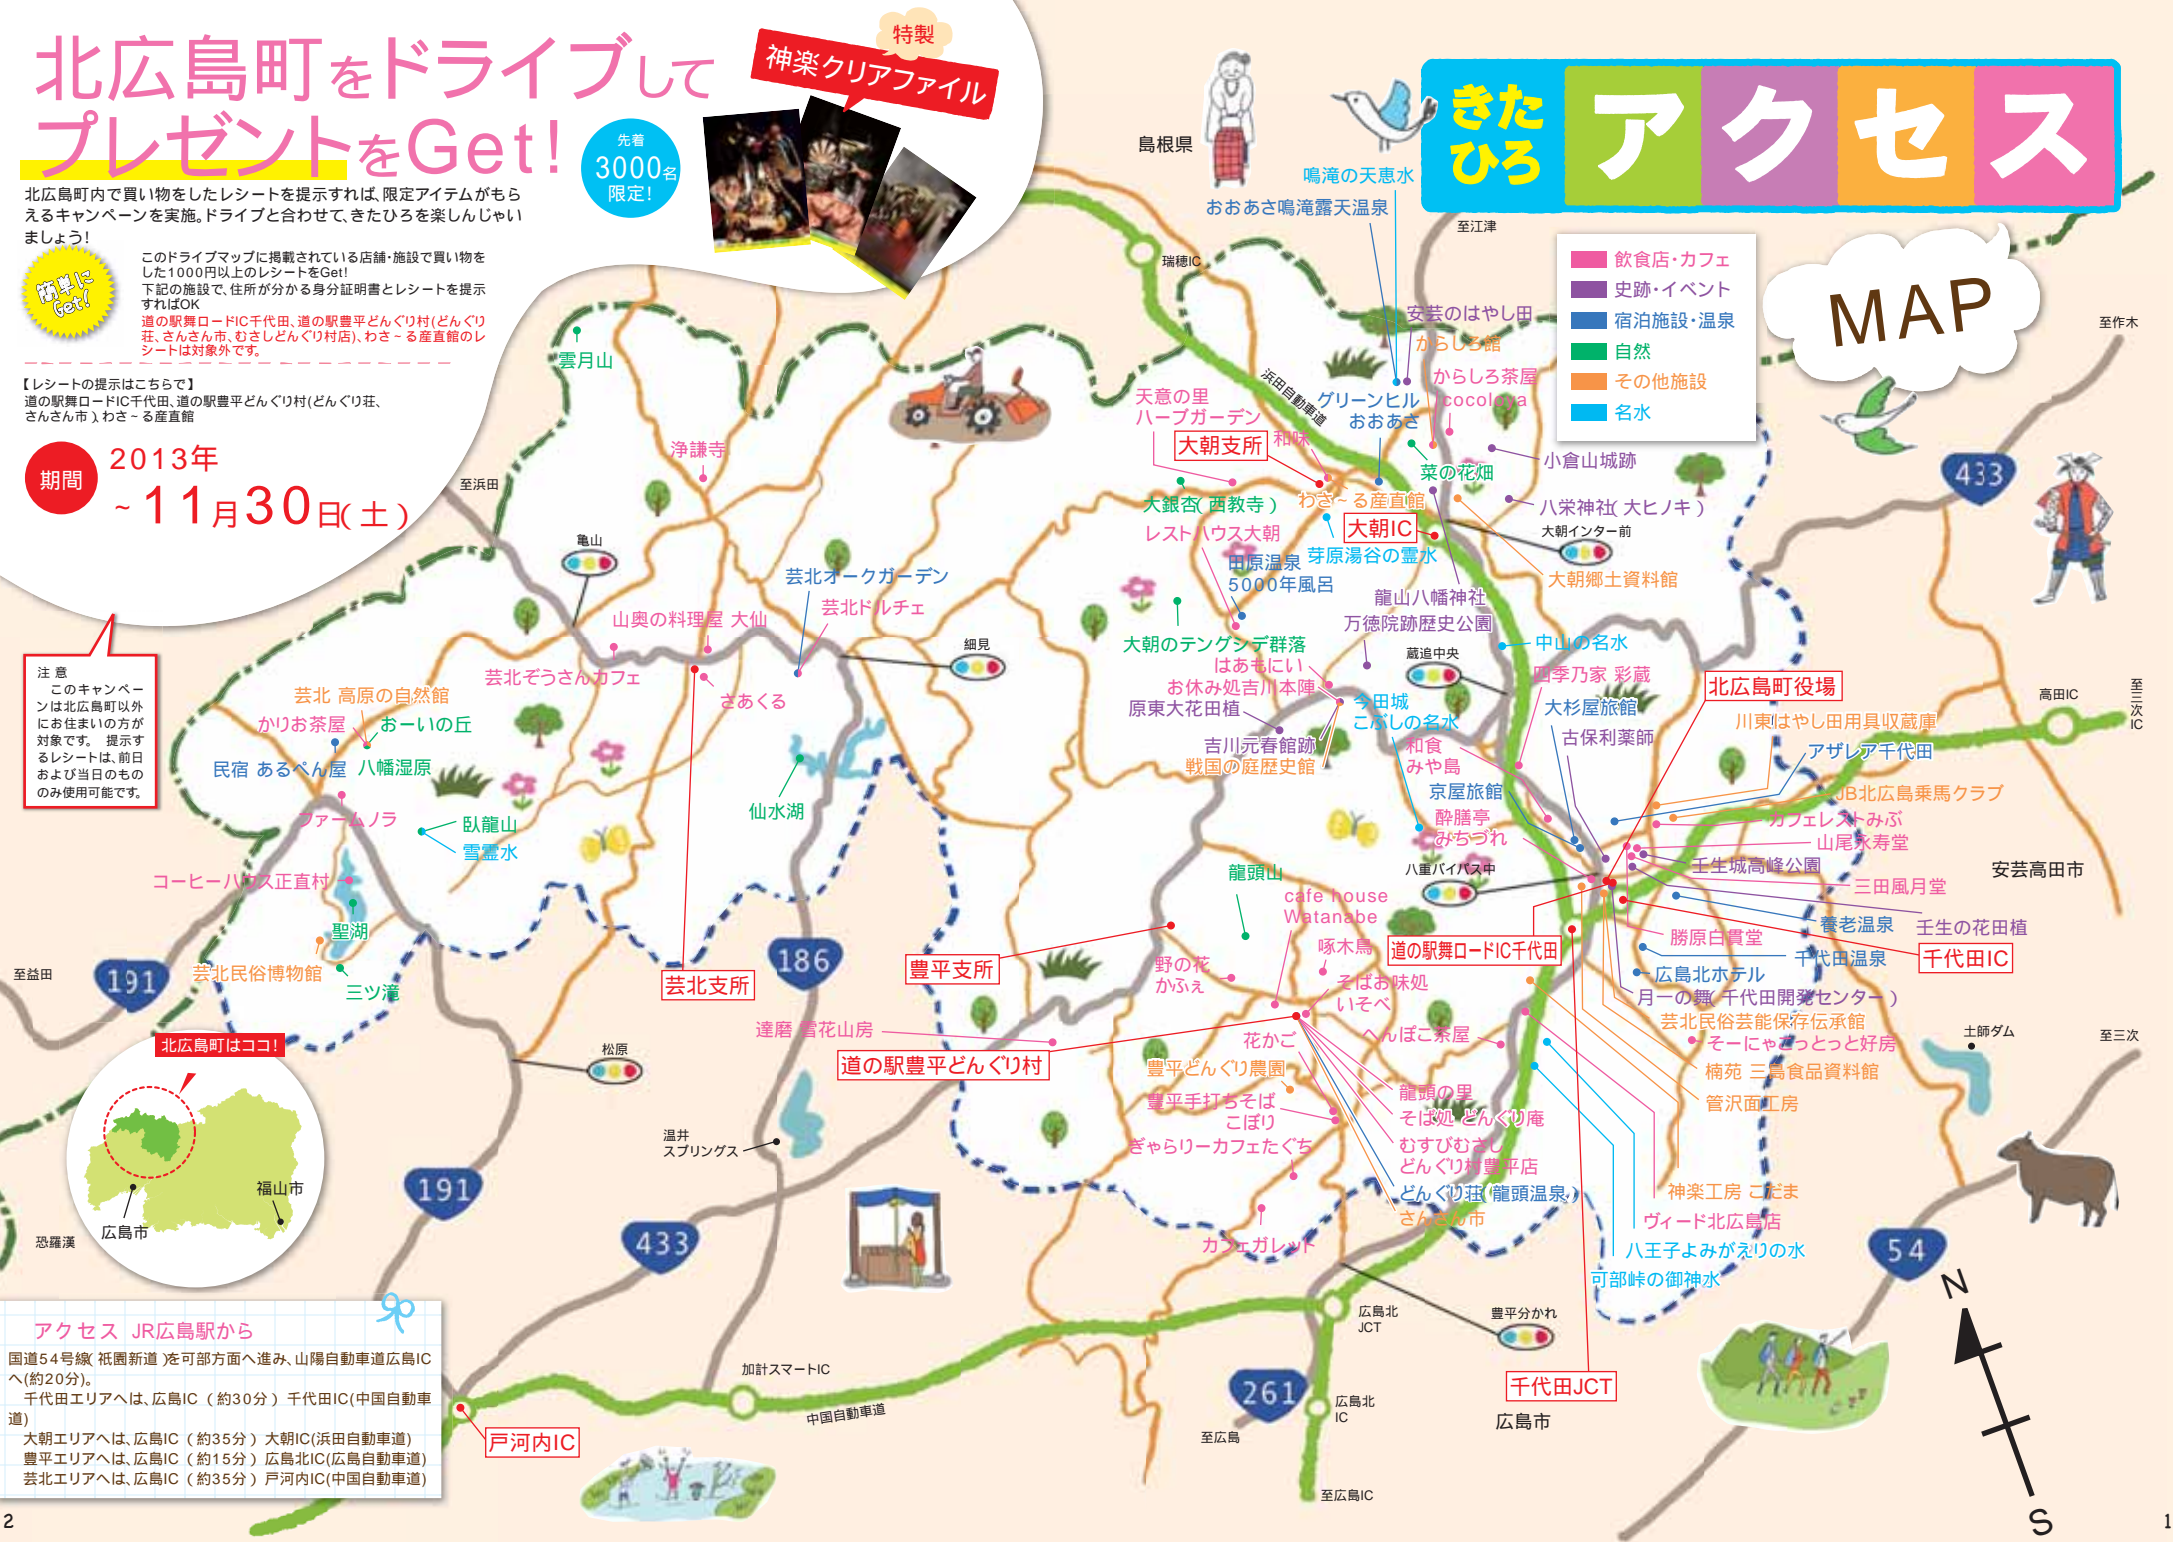 北広島町をドライブして
プレゼントをGet!
先着
3000名
限定!
特製
神楽クリアファイル
北広島町内で買い物をしたレシートを提示すれば、限定アイテムがもら
えるキャンペーンを実施。ドライブと合わせて、きたひろを楽しんじゃい
ましょう!
簡単に
Get!
このドライブマップに掲載されている店舗・施設で買い物を
した1000円以上のレシートをGet!
下記の施設で、住所が分かる身分証明書とレシートを提示
すればOK
道の駅舞ロードIC千代田、道の駅豊平どんぐり村(どんぐり
荘、さんさん市、むさしどんぐり村店)、わさ~る産直館のレ
シートは対象外です。
【レシートの提示はこちらで】
道の駅舞ロードIC千代田、道の駅豊平どんぐり村(どんぐり荘、
さんさん市)、わさ~る産直館
期間
2013年
~11月30日(土)
注意
このキャンペー
ンは北広島町以外
にお住まいの方が
対象です。 提示す
るレシートは、前日
および当日のもの
のみ使用可能です。
きたひろ
アクセス
MAP
飲食店・カフェ
史跡・イベント
宿泊施設・温泉
自然
その他施設
名水
島根県
鳴滝の天恵水
おおあさ鳴滝露天温泉
至江津
瑞穂IC
至作木
安芸のはやし田
からしろ館
からしろ茶屋
cocoloya
浜田自動車道
グリーンヒル
おおあさ
天意の里
ハーブガーデン
大朝支所
和味
菜の花畑
小倉山城跡
433
大銀杏(西教寺)
わさ~る産直館
八栄神社(大ヒノキ)
レストハウス大朝
大朝IC
大朝インター前
田原温泉
5000年風呂
芽原湯谷の霊水
大朝郷土資料館
龍山八幡神社
万徳院跡歴史公園
大朝のテングシデ群落
中山の名水
はあもにい
お休み処吉川本陣
原東大花田植
蔵迫中央
四季乃家 彩蔵
北広島町役場
高田IC
至三次IC
今田城
こぶしの名水
大杉屋旅館
古保利薬師
川東はやし田用具収蔵庫
アザレア千代田
吉川元春館跡
戦国の庭歴史館
和食
みや島
京屋旅館
JB北広島乗馬クラブ
カフェレストみぶ
山尾永寿堂
酔膳亭
みちづれ
八重バイパス中
壬生城高峰公園
三田風月堂
安芸高田市
養老温泉
壬生の花田植
勝原白貫堂
千代田温泉
千代田IC
道の駅舞ロードIC千代田
広島北ホテル
月一の舞(千代田開発センター)
芸北民俗芸能保存伝承館
そーにゃごっとっと好房
楠苑 三島食品資料館
管沢面工房
土師ダム
至三次
神楽工房 こだま
ヴィード北広島店
八王子よみがえりの水
可部峠の御神水
54
雲月山
浄謙寺
至浜田
亀山
芸北オークガーデン
芸北ドルチェ
山奥の料理屋 大仙
細見
芸北ぞうさんカフェ
さあくる
芸北 高原の自然館
かりお茶屋
おーいの丘
民宿 あるぺん屋
八幡湿原
仙水湖
ファームノラ
臥龍山
雪霊水
コーヒーハウス正直村
聖湖
至益田
191
芸北民俗博物館
三ツ滝
芸北支所
186
豊平支所
龍頭山
cafe house
Watanabe
啄木鳥
野の花
かふぇ
そばお味処
いそべ
達磨 雪花山房
道の駅豊平どんぐり村
花かご
へんぽこ茶屋
豊平どんぐり農園
龍頭の里
豊平手打ちそば
こぼり
そば処 どんぐり庵
ぎゃらりーカフェたぐち
むすびむさし
どんぐり村豊平店
どんぐり荘(龍頭温泉)
さんさん市
カフェガレット
北広島町はココ!
福山市
広島市
恐羅漢
松原
温井
スプリングス
191
433
広島北
JCT
豊平分かれ
千代田JCT
広島市
261
広島北
IC
至広島
至広島IC
加計スマートIC
中国自動車道
戸河内IC
アクセス JR広島駅から
国道54号線(祇園新道)を可部方面へ進み、山陽自動車道広島IC
へ(約20分)。
千代田エリアへは、広島IC(約30分)千代田IC(中国自動車
道)
大朝エリアへは、広島IC(約35分)大朝IC(浜田自動車道)
豊平エリアへは、広島IC(約15分)広島北IC(広島自動車道)
芸北エリアへは、広島IC(約35分)戸河内IC(中国自動車道)
N
S
2
1